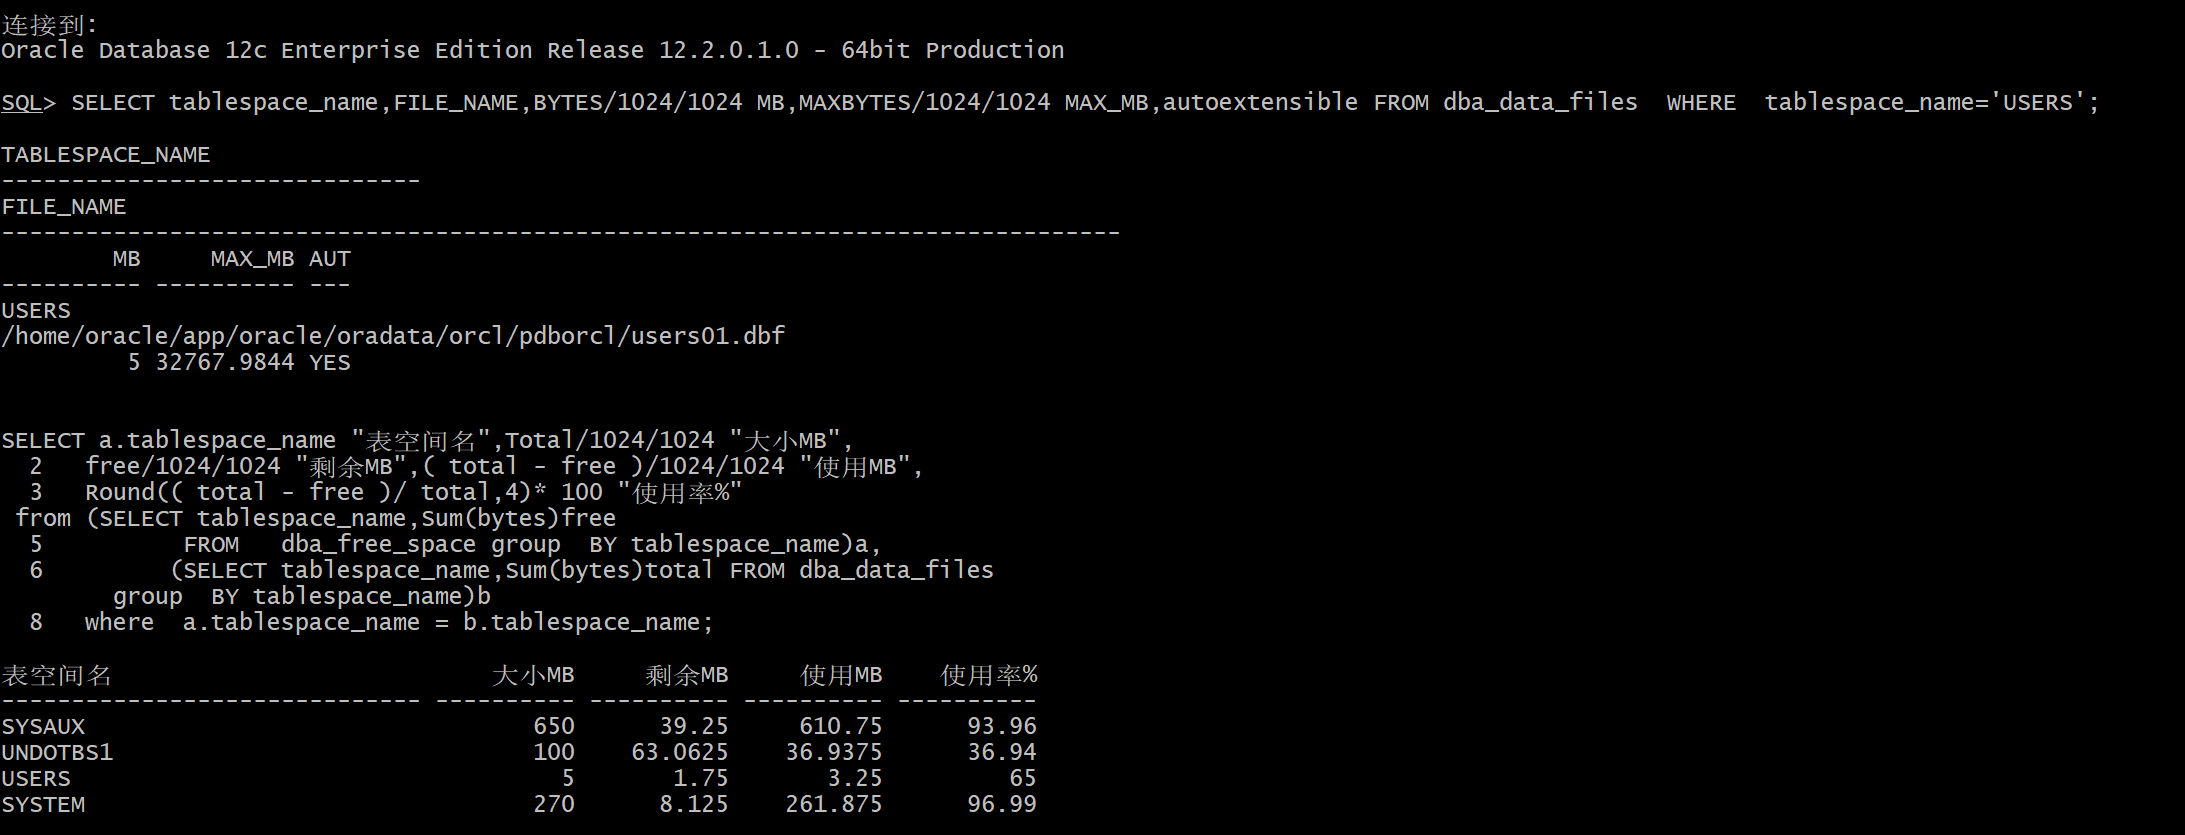 连接到:
Oracle Database 12c Enterprise Edition Release 12.2.0.1.0 - 64bit Production
SQL> SELECT tablespace_name,FILE_NAME,BYTES/1024/1024 MB,MAXBYTES/1024/1024 MAX_MB,autoextensible FROM dba_data_files  WHERE  tablespace_name='USERS';
TABLESPACE_NAME
------------------------------
FILE_NAME
--------------------------------------------------------------------------------
        MB     MAX_MB AUT
---------- ---------- ---
USERS
/home/oracle/app/oracle/oradata/orcl/pdborcl/users01.dbf
         5 32767.9844 YES
SELECT a.tablespace_name "表空间名",Total/1024/1024 "大小MB",
  2   free/1024/1024 "剩余MB",( total - free )/1024/1024 "使用MB",
  3   Round(( total - free )/ total,4)* 100 "使用率%"
 from (SELECT tablespace_name,Sum(bytes)free
  5          FROM   dba_free_space group  BY tablespace_name)a,
  6         (SELECT tablespace_name,Sum(bytes)total FROM dba_data_files
        group  BY tablespace_name)b
  8   where  a.tablespace_name = b.tablespace_name;
表空间名                           大小MB     剩余MB     使用MB    使用率%
------------------------------ ---------- ---------- ---------- ----------
SYSAUX                                650      39.25     610.75      93.96
UNDOTBS1                              100    63.0625    36.9375      36.94
USERS                                   5       1.75       3.25         65
SYSTEM                                270      8.125    261.875      96.99